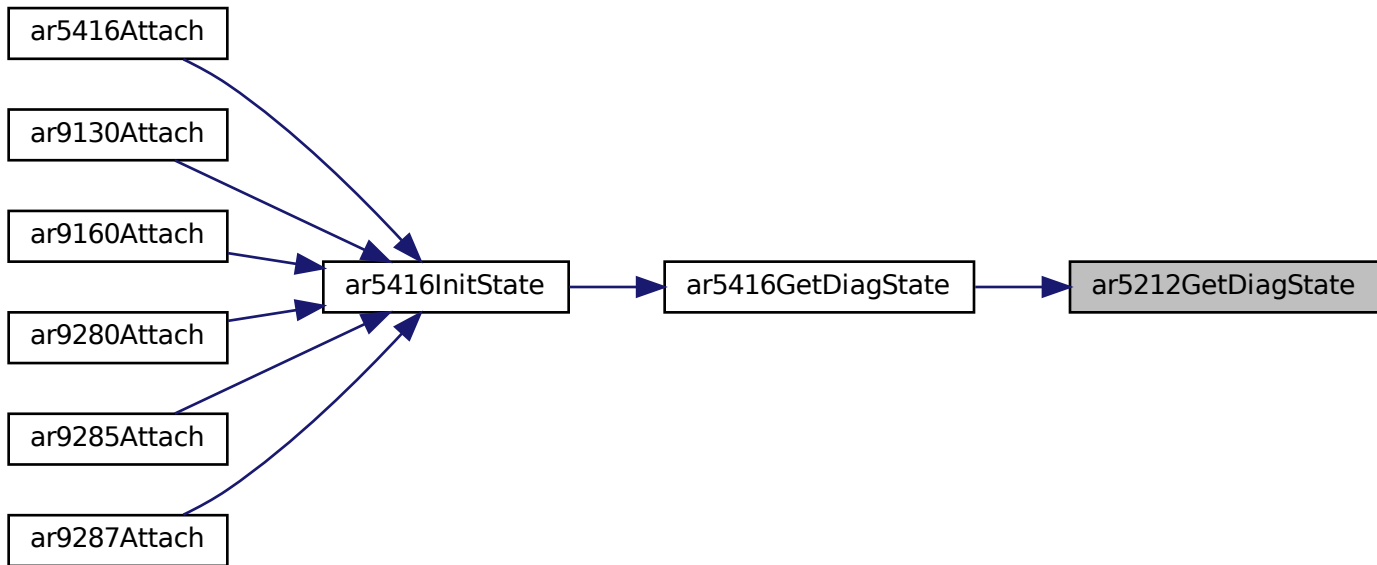 ar5416Attach
ar9130Attach
ar9160Attach
ar9280Attach
ar9285Attach
ar9287Attach
ar5416InitState
ar5416GetDiagState
ar5212GetDiagState